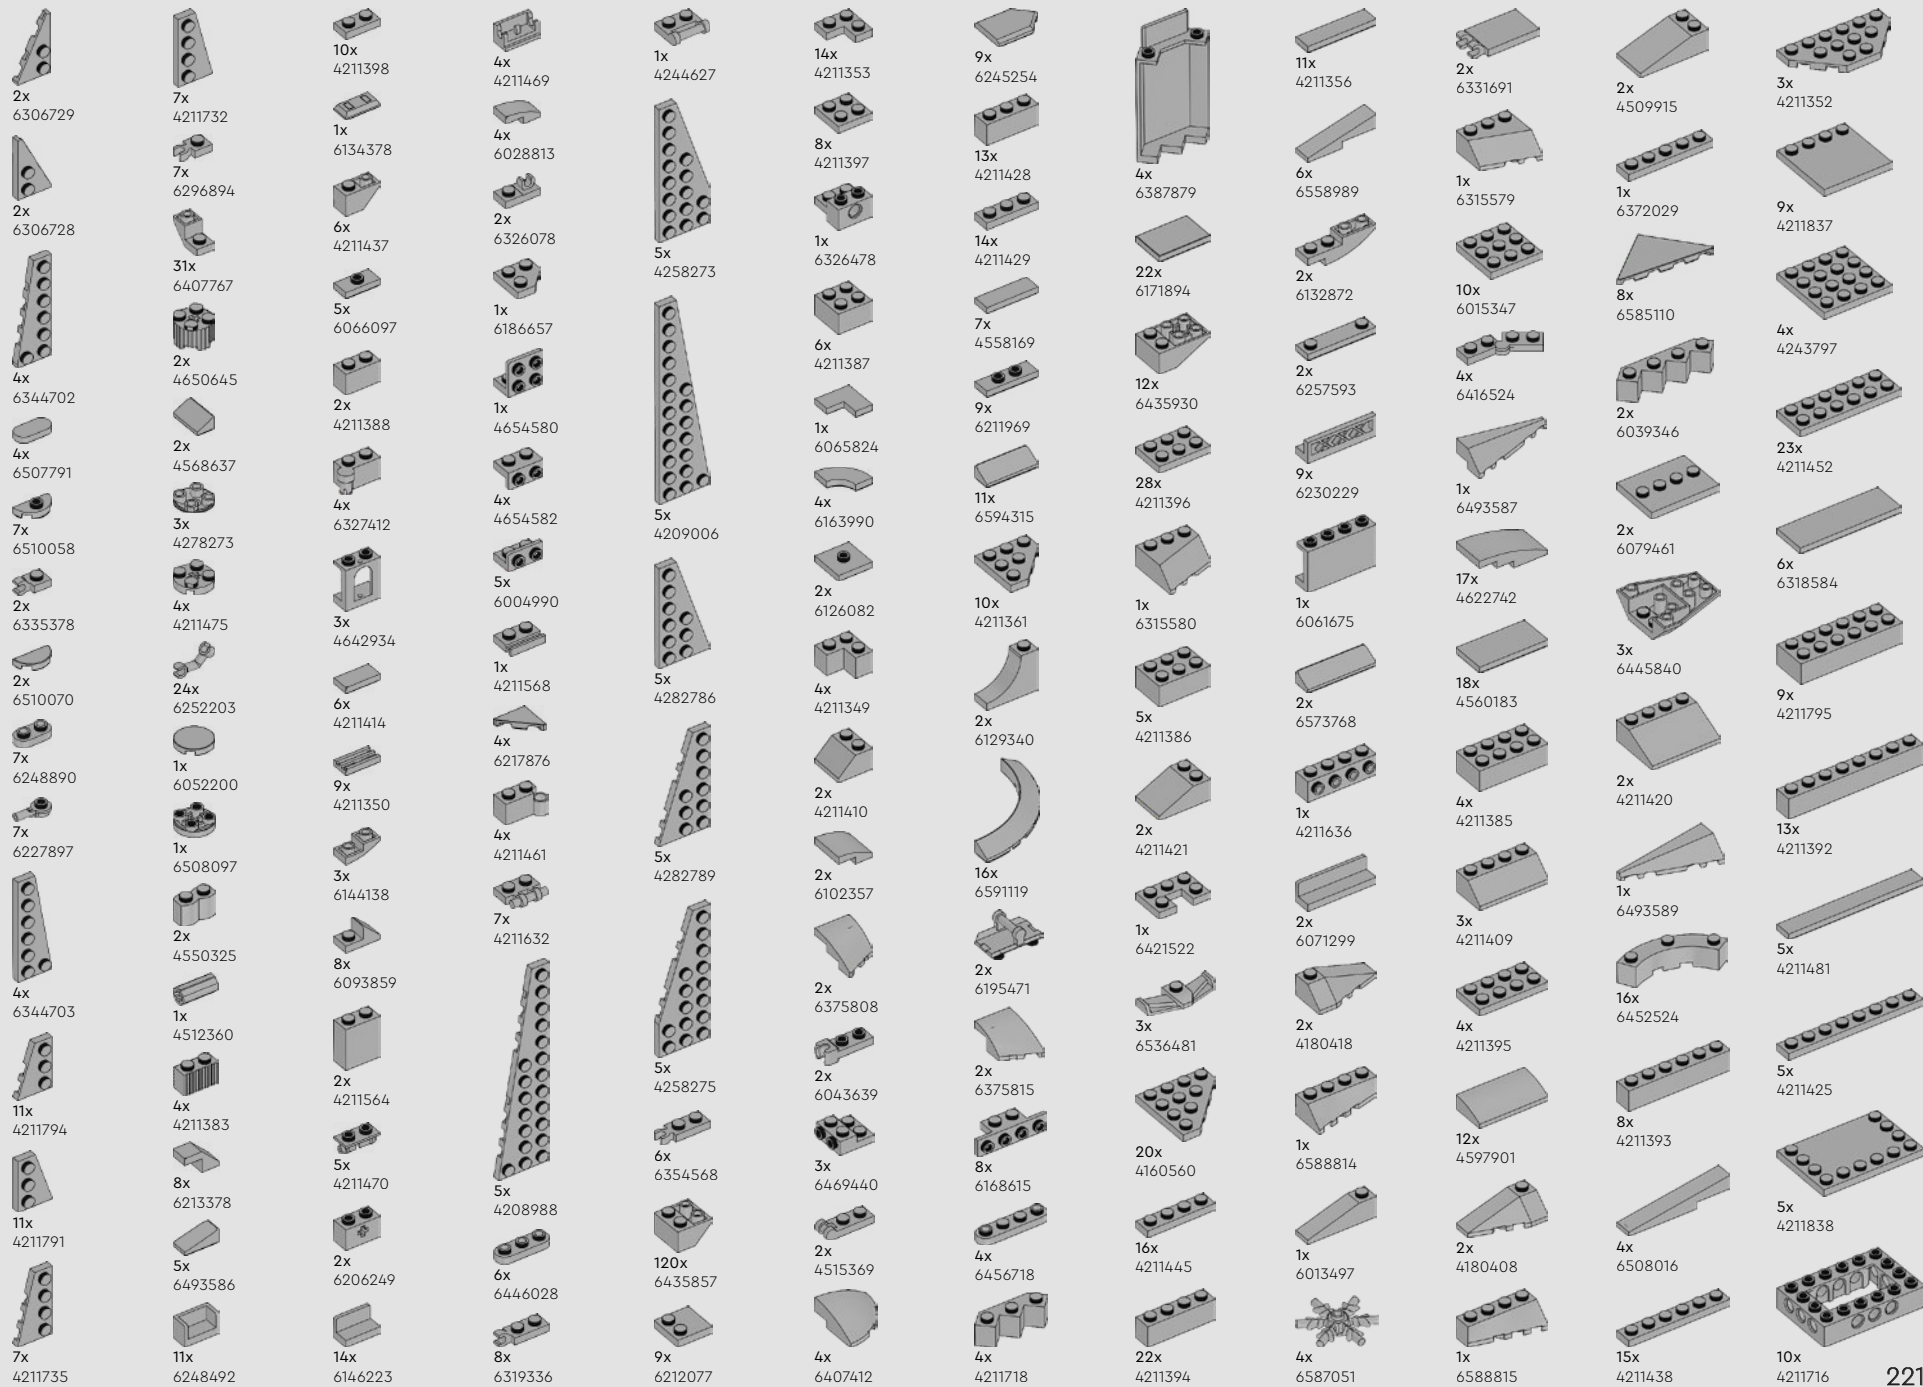 2x
6306729
2x
6306728
4x
6344702
4x
6507791
7x
6510058
2x
6335378
2x
6510070
7x
6248890
7x
6227897
4x
6344703
11x
4211794
11x
4211791
7x
4211735
7x
4211732
7x
6296894
31x
6407767
2x
4650645
2x
4568637
3x
4278273
4x
4211475
24x
6252203
1x
6052200
1x
6508097
2x
4550325
1x
4512360
4x
4211383
8x
6213378
5x
6493586
11x
6248492
10x
4211398
1x
6134378
6x
4211437
5x
6066097
2x
4211388
4x
6327412
3x
4642934
6x
4211414
9x
4211350
3x
6144138
8x
6093859
2x
4211564
5x
4211470
2x
6206249
14x
6146223
4x
4211469
4x
6028813
2x
6326078
1x
6186657
1x
4654580
4x
4654582
5x
6004990
1x
4211568
4x
6217876
4x
4211461
7x
4211632
5x
4208988
6x
6446028
8x
6319336
1x
4244627
5x
4258273
5x
4209006
5x
4282786
5x
4282789
5x
4258275
6x
6354568
120x
6435857
9x
6212077
14x
4211353
8x
4211397
1x
6326478
6x
4211387
1x
6065824
4x
6163990
2x
6126082
4x
4211349
2x
4211410
2x
6102357
2x
6375808
2x
6043639
3x
6469440
2x
4515369
4x
6407412
9x
6245254
13x
4211428
14x
4211429
7x
4558169
9x
6211969
11x
6594315
10x
4211361
2x
6129340
16x
6591119
2x
6195471
2x
6375815
8x
6168615
4x
6456718
4x
4211718
4x
6387879
22x
6171894
12x
6435930
28x
4211396
1x
6315580
5x
4211386
2x
4211421
1x
6421522
3x
6536481
20x
4160560
16x
4211445
22x
4211394
11x
4211356
6x
6558989
2x
6132872
2x
6257593
9x
6230229
1x
6061675
2x
6573768
1x
4211636
2x
6071299
2x
4180418
1x
6588814
1x
6013497
4x
6587051
2x
6331691
1x
6315579
10x
6015347
4x
6416524
1x
6493587
17x
4622742
18x
4560183
4x
4211385
3x
4211409
4x
4211395
12x
4597901
2x
4180408
1x
6588815
2x
4509915
1x
6372029
8x
6585110
2x
6039346
2x
6079461
3x
6445840
2x
4211420
1x
6493589
16x
6452524
8x
4211393
4x
6508016
15x
4211438
3x
4211352
9x
4211837
4x
4243797
23x
4211452
6x
6318584
9x
4211795
13x
4211392
5x
4211481
5x
4211425
5x
4211838
10x
4211716
221